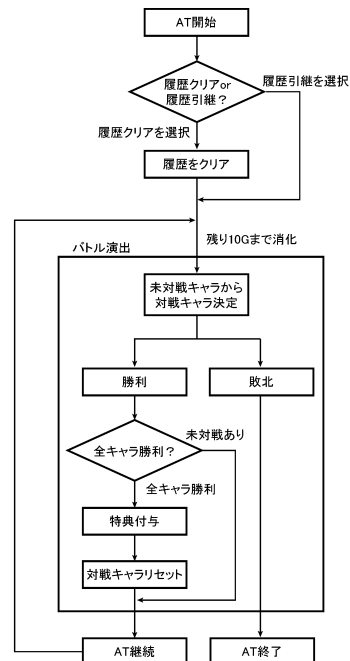 AT開始
履歴クリアor
履歴引継？
履歴引継を選択
履歴クリアを選択
履歴をクリア
残り10Gまで消化
バトル演出
未対戦キャラから
対戦キャラ決定
勝利
敗北
未対戦あり
全キャラ勝利？
全キャラ勝利
特典付与
対戦キャラリセット
AT継続
AT終了